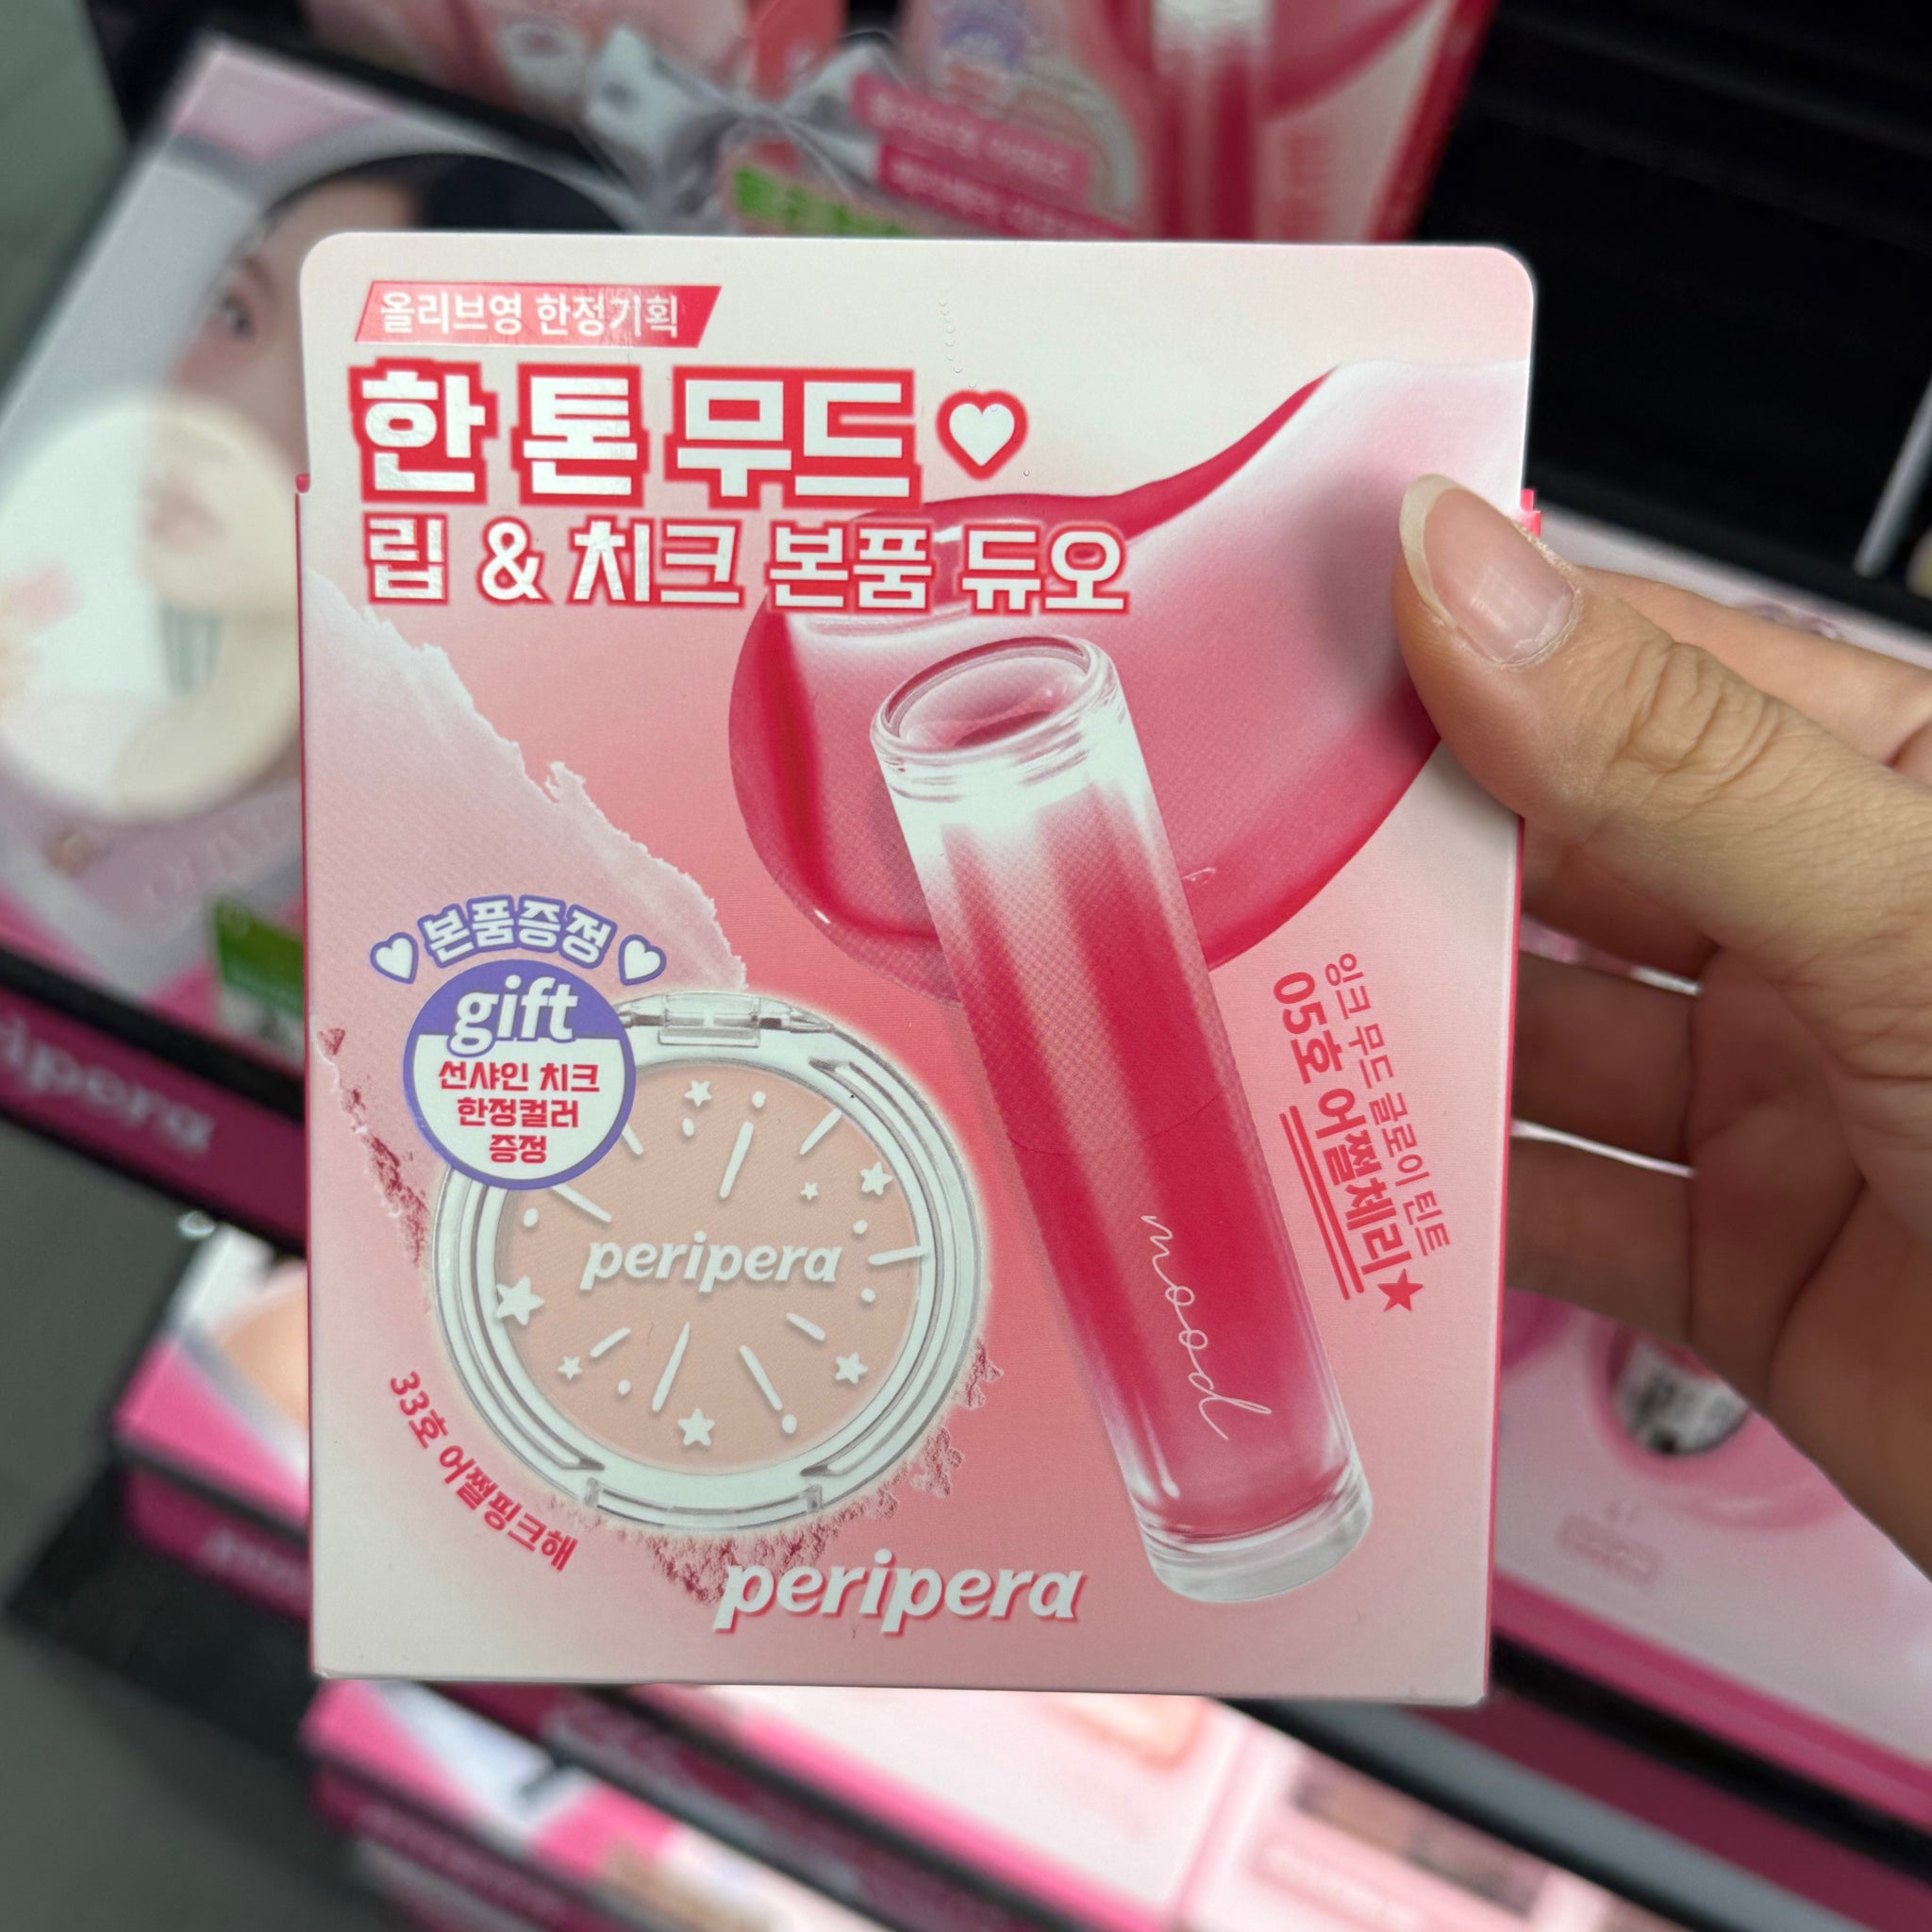 올리브영 한정기획
한 톤 무드
립 & 치크 본품 듀오
본품증정
gift
선샤인 치크
한정컬러
증정
peripera
33호 어쩔핑크해
mood
잉크 무드 글로이 틴트
05호 어쩔체리★
peripera